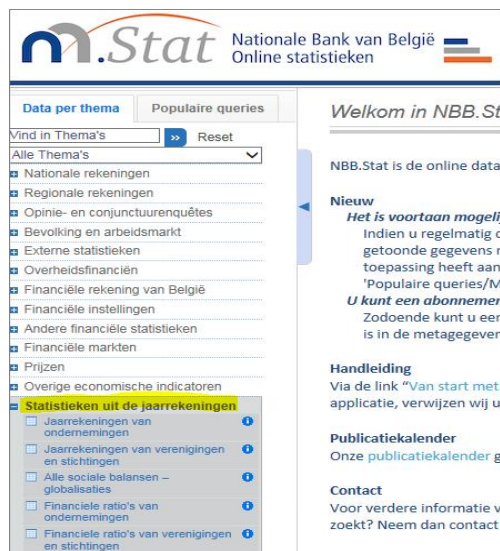 .Stat Nationale Bank van België
Online statistieken
Data per thema Populaire queries
Vind in Thema's » Reset
Alle Thema's
Nationale rekeningen
Regionale rekeningen
Opinie- en conjunctuurenquêtes
Bevolking en arbeidsmarkt
Externe statistieken
Overheidsfinanciën
Financiële rekening van België
Financiële instellingen
Andere financiële statistieken
Financiële markten
Prijzen
Overige economische indicatoren
Statistieken uit de jaarrekeningen
Jaarrekeningen van
ondernemingen
Jaarrekeningen van verenigingen
en stichtingen
Alle sociale balansen –
globalisaties
Financiele ratio's van
ondernemingen
Financiele ratio's van verenigingen
en stichtingen
Welkom in NBB.St
NBB.Stat is de online data
Nieuw
Het is voortaan mogeli
Indien u regelmatig
getoonde gegevens
toepassing heeft aan
'Populaire queries/M
U kunt een abonnemen
Zodoende kunt u een
is in de metagegeven
Handleiding
Via de link “Van start met
applicatie, verwijzen wij u
Publicatiekalender
Onze publicatiekalender g
Contact
Voor verdere informatie v
zoekt? Neem dan contact